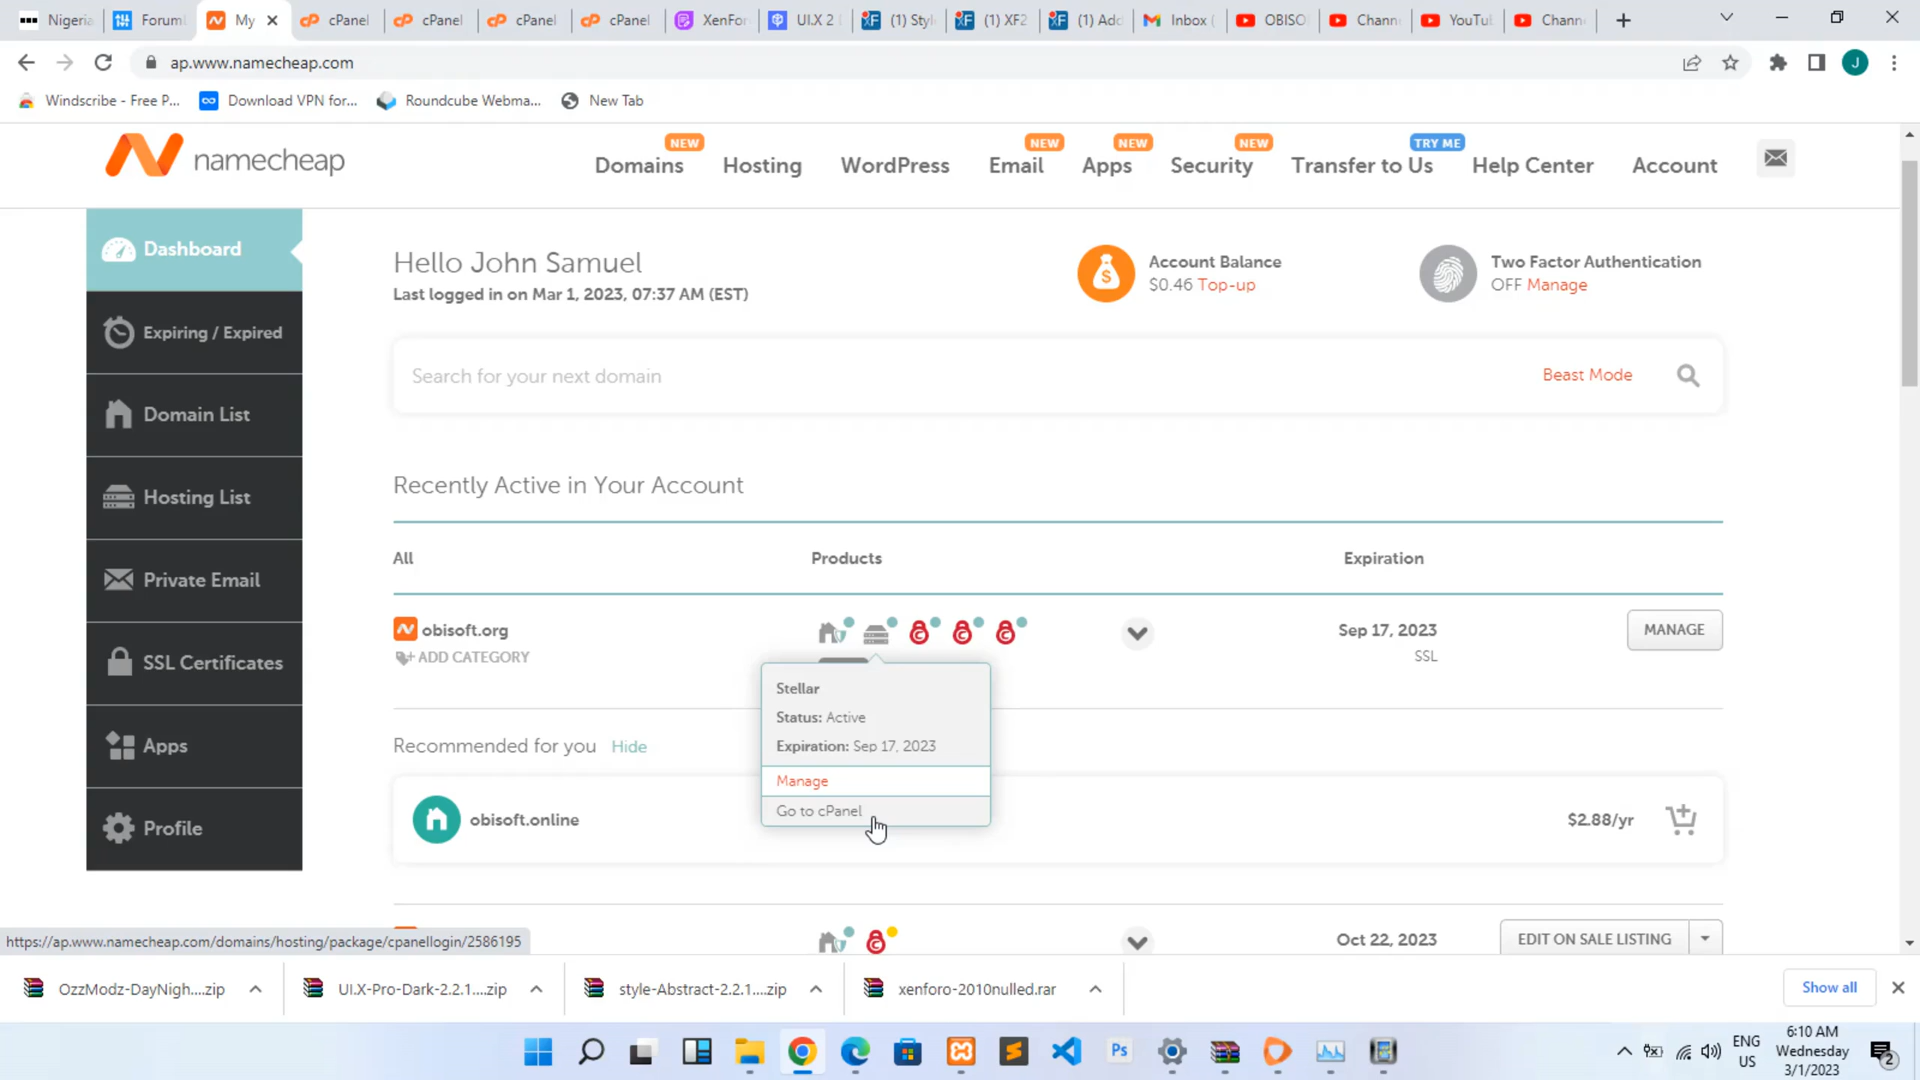 Nigeria
Forum
My
cPanel
cPanel
cPanel
cPanel
XenFor
UI.X 2
(1) Styl
(1) XF2
(1) Add
Inbox (
OBISO
Chann
YouTub
Chann
ap.www.namecheap.com
J
Windscribe - Free P...
Download VPN for...
Roundcube Webma...
New Tab
namecheap
NEW
NEW
NEW
NEW
TRY ME
Domains
Hosting
WordPress
Email
Apps
Security
Transfer to Us
Help Center
Account
Dashboard
Expiring / Expired
Domain List
Hosting List
Private Email
SSL Certificates
Apps
Profile
Hello John Samuel
Last logged in on Mar 1, 2023, 07:37 AM (EST)
Account Balance
$0.46 Top-up
Two Factor Authentication
OFF Manage
Search for your next domain
Beast Mode
Recently Active in Your Account
All
Products
Expiration
obisoft.org
ADD CATEGORY
Sep 17, 2023
SSL
MANAGE
Stellar
Status: Active
Expiration: Sep 17, 2023
Manage
Go to cPanel
Recommended for you Hide
obisoft.online
$2.88/yr
Oct 22, 2023
EDIT ON SALE LISTING
https://ap.www.namecheap.com/domains/hosting/package/cpanellogin/2586195
OzzModz-DayNigh....zip
UI.X-Pro-Dark-2.2.1....zip
style-Abstract-2.2.1....zip
xenforo-2010nulled.rar
Show all
Ps
ENG
US
6:10 AM
Wednesday
3/1/2023
2